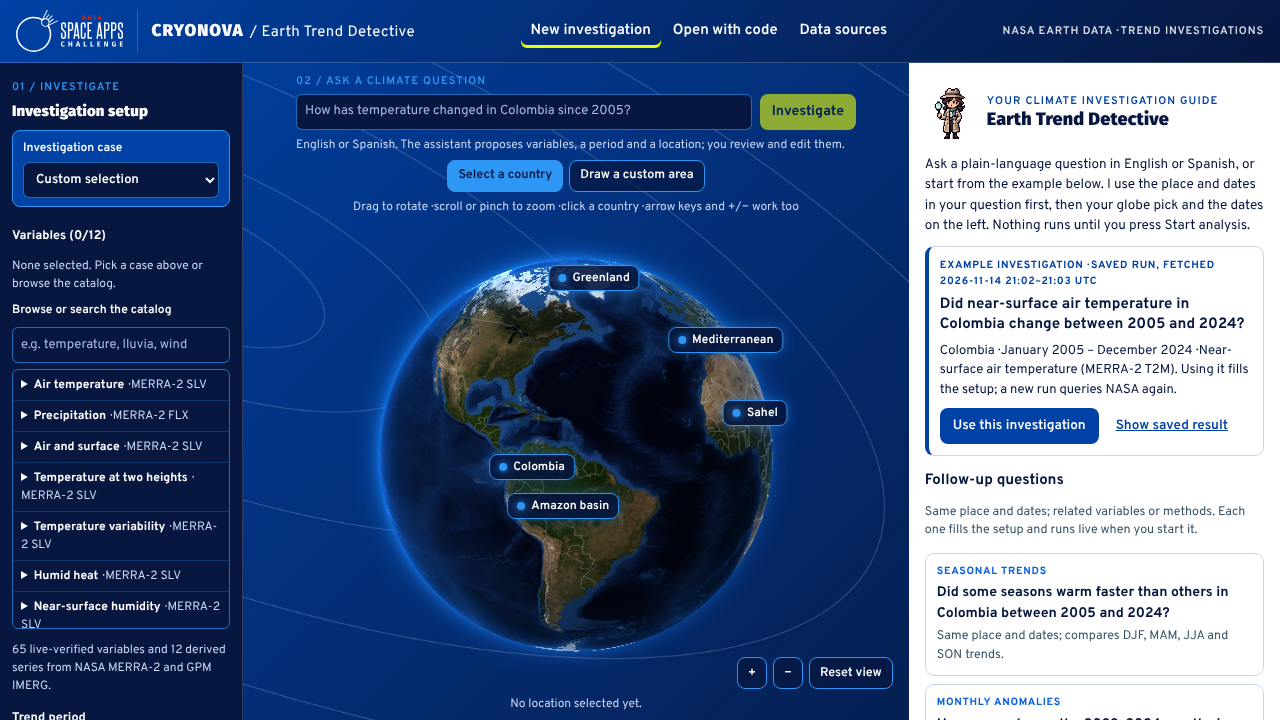 NASA
SPACE APPS
CHALLENGE
CRYONOVA / Earth Trend Detective
New investigation
Open with code
Data sources
NASA EARTH DATA · TREND INVESTIGATIONS
01 / INVESTIGATE
Investigation setup
Investigation case
Custom selection
Variables (0/12)
None selected. Pick a case above or
browse the catalog.
Browse or search the catalog
e.g. temperature, lluvia, wind
Air temperature · MERRA-2 SLV
Precipitation · MERRA-2 FLX
Air and surface · MERRA-2 SLV
Temperature at two heights ·
MERRA-2 SLV
Temperature variability · MERRA-
2 SLV
Humid heat · MERRA-2 SLV
Near-surface humidity · MERRA-2
SLV
65 live-verified variables and 12 derived
series from NASA MERRA-2 and GPM
IMERG.
Trend period
02 / ASK A CLIMATE QUESTION
How has temperature changed in Colombia since 2005?
Investigate
English or Spanish. The assistant proposes variables, a period and a location; you review and edit them.
Select a country
Draw a custom area
Drag to rotate · scroll or pinch to zoom · click a country · arrow keys and +/− work too
Greenland
Mediterranean
Sahel
Colombia
Amazon basin
+
−
Reset view
No location selected yet.
YOUR CLIMATE INVESTIGATION GUIDE
Earth Trend Detective
Ask a plain-language question in English or Spanish, or
start from the example below. I use the place and dates
in your question first, then your globe pick and the dates
on the left. Nothing runs until you press Start analysis.
EXAMPLE INVESTIGATION · SAVED RUN, FETCHED
2026-11-14 21:02–21:03 UTC
Did near-surface air temperature in
Colombia change between 2005 and 2024?
Colombia · January 2005 – December 2024 · Near-
surface air temperature (MERRA-2 T2M). Using it fills
the setup; a new run queries NASA again.
Use this investigation
Show saved result
Follow-up questions
Same place and dates; related variables or methods. Each
one fills the setup and runs live when you start it.
SEASONAL TRENDS
Did some seasons warm faster than others in
Colombia between 2005 and 2024?
Same place and dates; compares DJF, MAM, JJA and
SON trends.
MONTHLY ANOMALIES